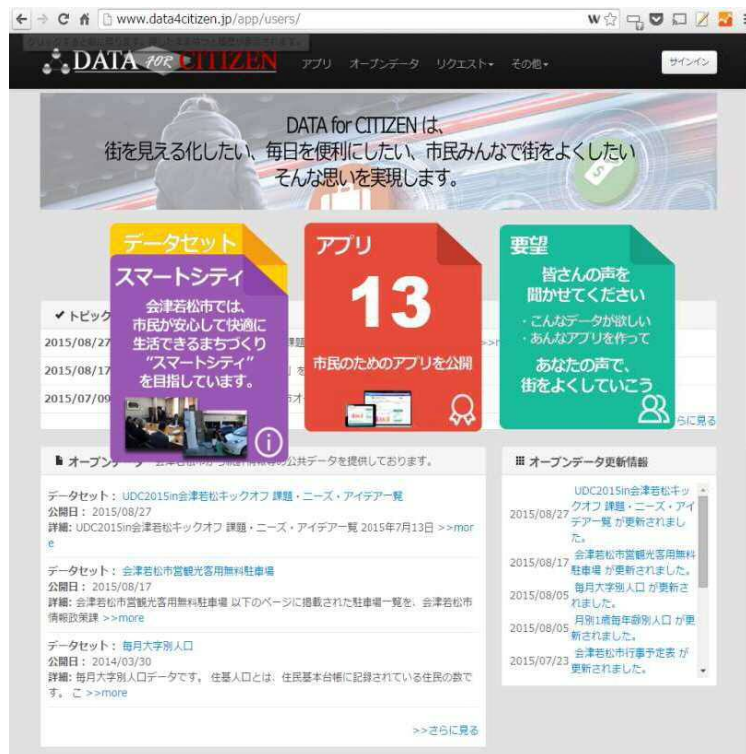 www.data4citizen.jp/app/users/
DATA FOR CITIZEN
アプリ オープンデータ リクエスト その他
サインイン
DATA for CITIZEN は、
街を見える化したい、毎日を便利にしたい、市民みんなで街をよくしたい
そんな思いを実現します。
データセット
スマートシティ
会津若松市では、
市民が安心して快適に
生活できるまちづくり
“スマートシティ”
を目指しています。
アプリ
13
市民のためのアプリを公開
要望
皆さんの声を
聞かせてください
・こんなデータが欲しい
・あんなアプリを作って
あなたの声で、
街をよくしていこう
トピック
2015/08/27
2015/08/17
2015/07/09
らに見る
オープン
の公共データを提供しております。
データセット： UDC2015in会津若松キックオフ 課題・ニーズ・アイデアー覧
公開日： 2015/08/27
詳細: UDC2015in会津若松キックオフ 課題・ニーズ・アイデアー覧 2015年7月13日 >>mor
e
データセット： 会津若松市営観光客用無料駐車場
公開日： 2015/08/17
詳細: 会津若松市営観光客用無料駐車場 以下のページに掲載された駐車場一覧を、会津若松市
情報政策課 >>more
データセット： 毎月大字別人口
公開日： 2014/03/30
詳細: 毎月大字別人口データです。 住基人口とは、住民基本台帳に記録されている住民の数で
す。 こ >>more
>>さらに見る
オープンデータ更新情報
2015/08/27 UDC2015in会津若松キッ
クオフ 課題・ニーズ・アイ
デアー覧 が更新されまし
た。
2015/08/17 会津若松市営観光客用無料
駐車場 が更新されました。
2015/08/05 毎月大字別人口 が更新さ
れました。
2015/08/05 月別1歳毎年齢別人口 が更
新されました。
2015/07/23 会津若松市行事予定表 が
更新されました。